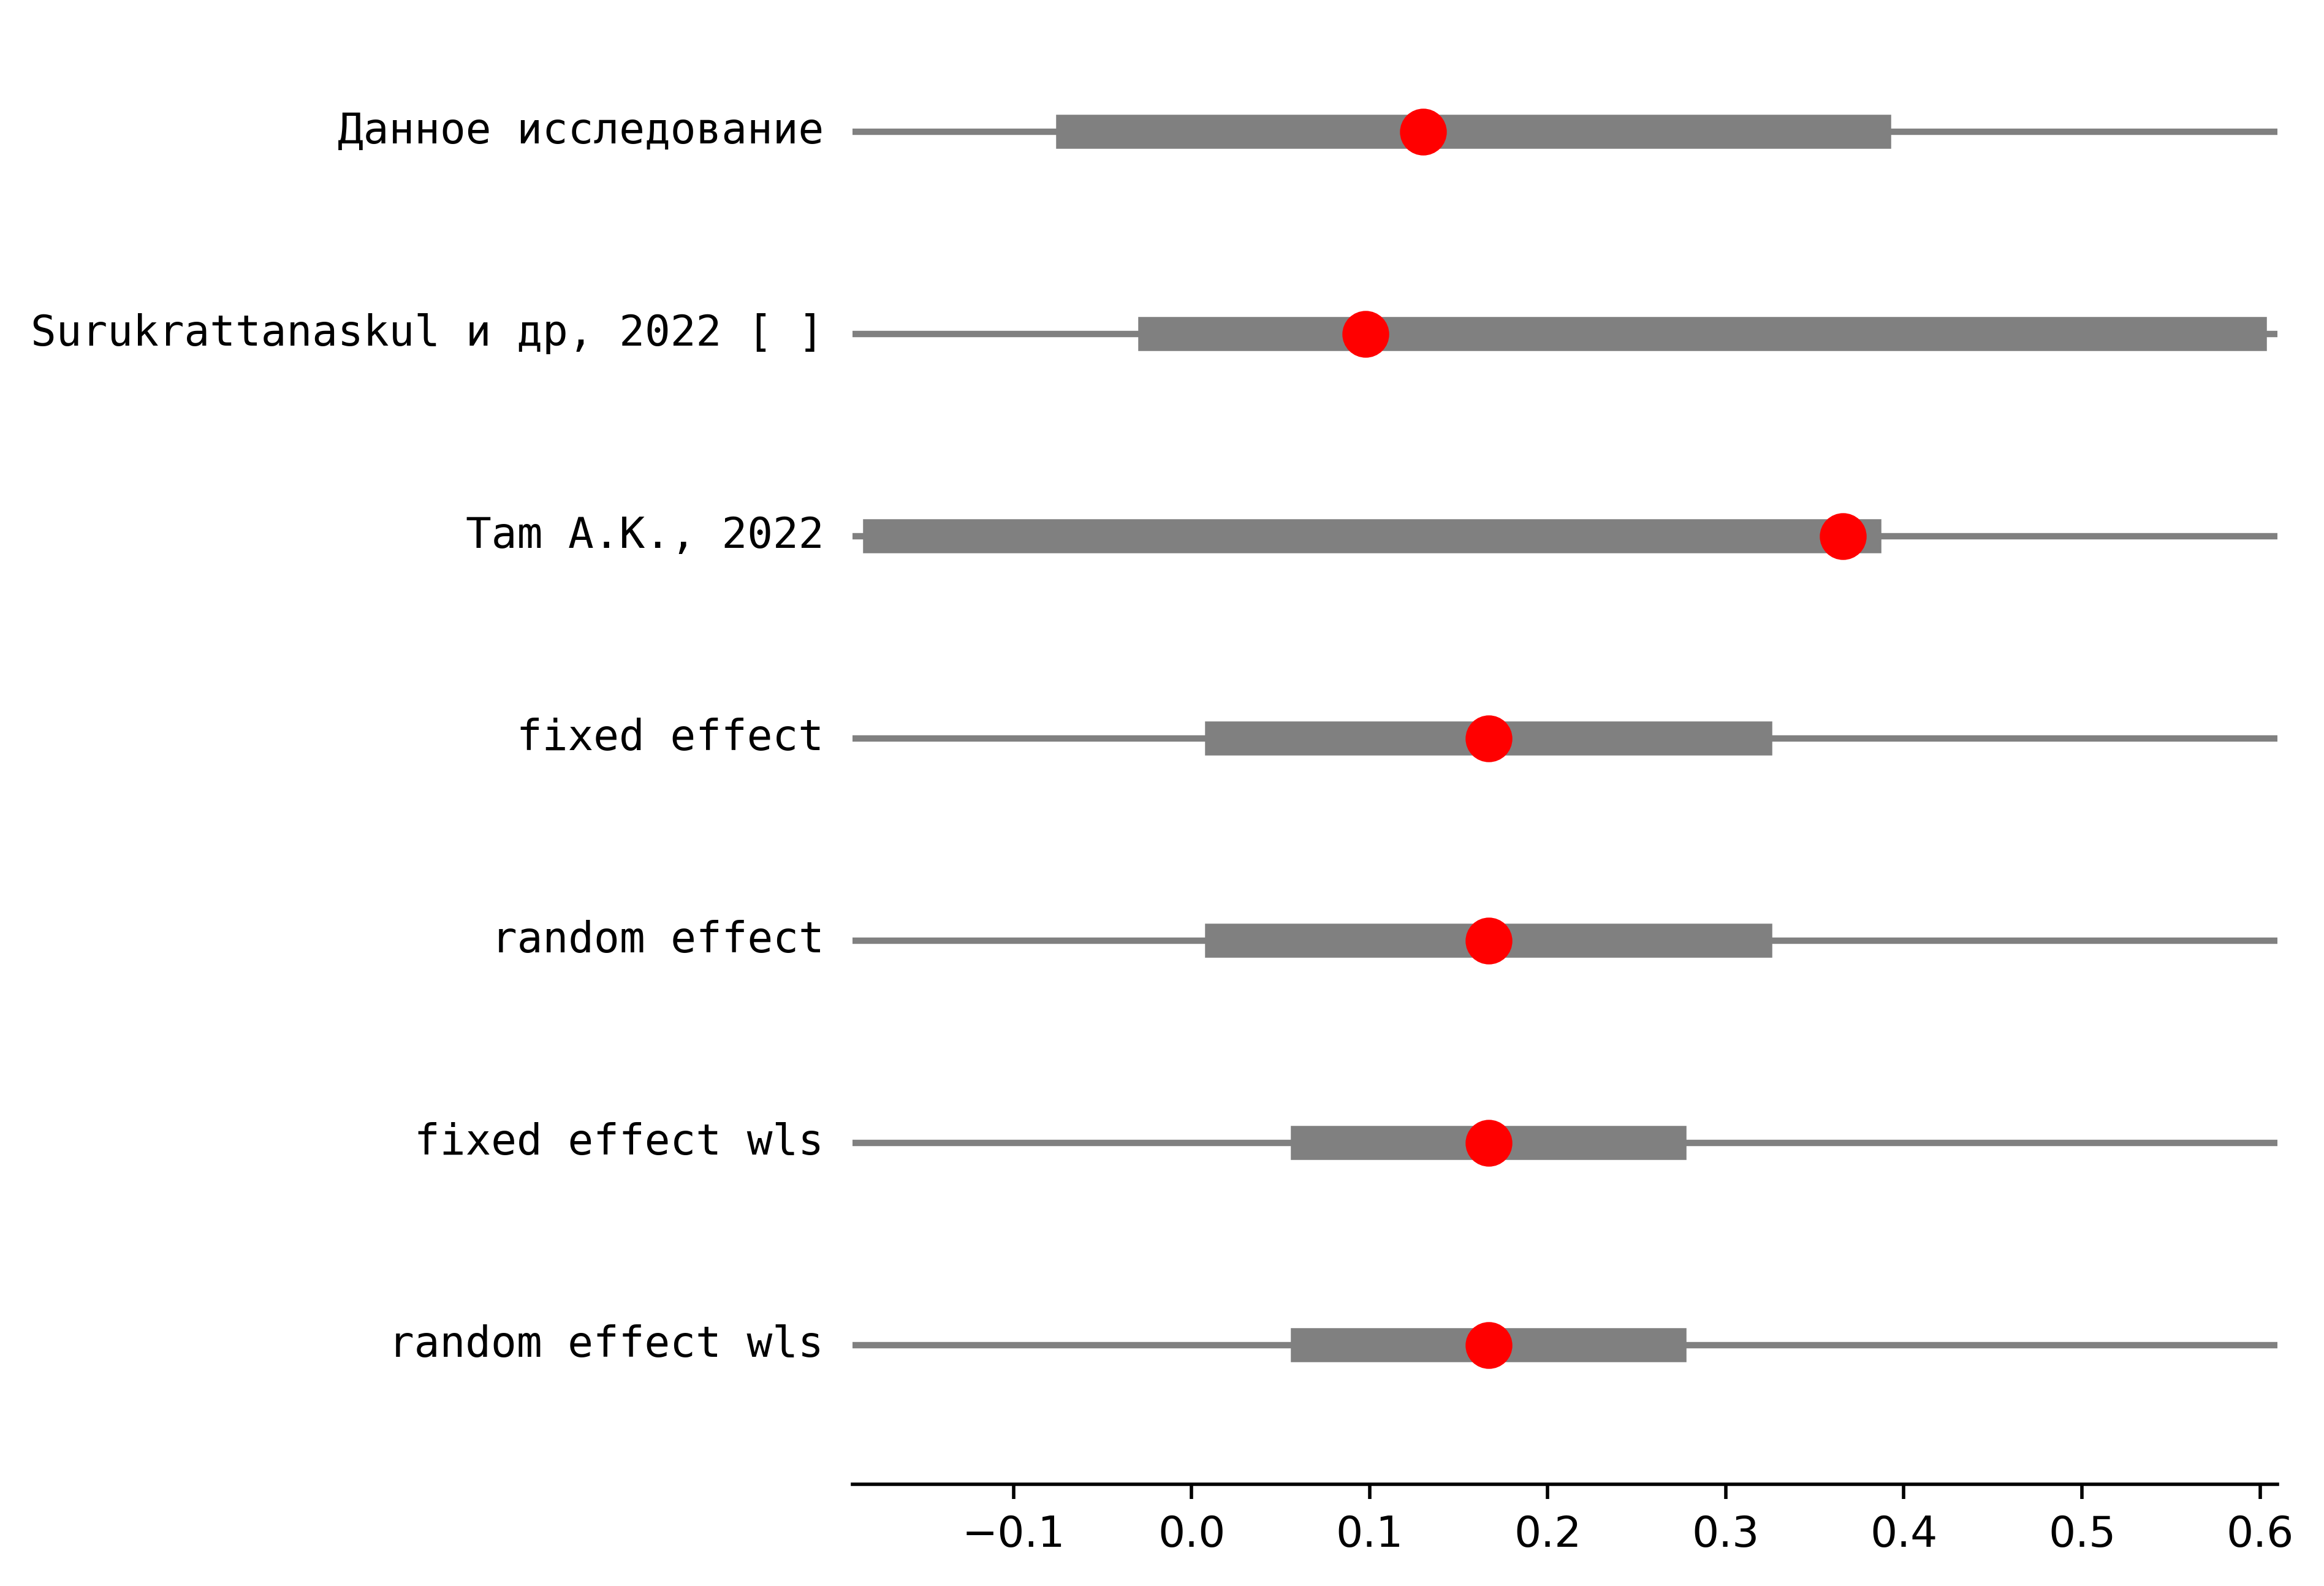 Данное исследование
Surukrattanaskul и др, 2022 [ ]
Tam A.K., 2022
fixed effect
random effect
fixed effect wls
random effect wls
−0.1 0.0 0.1 0.2 0.3 0.4 0.5 0.6